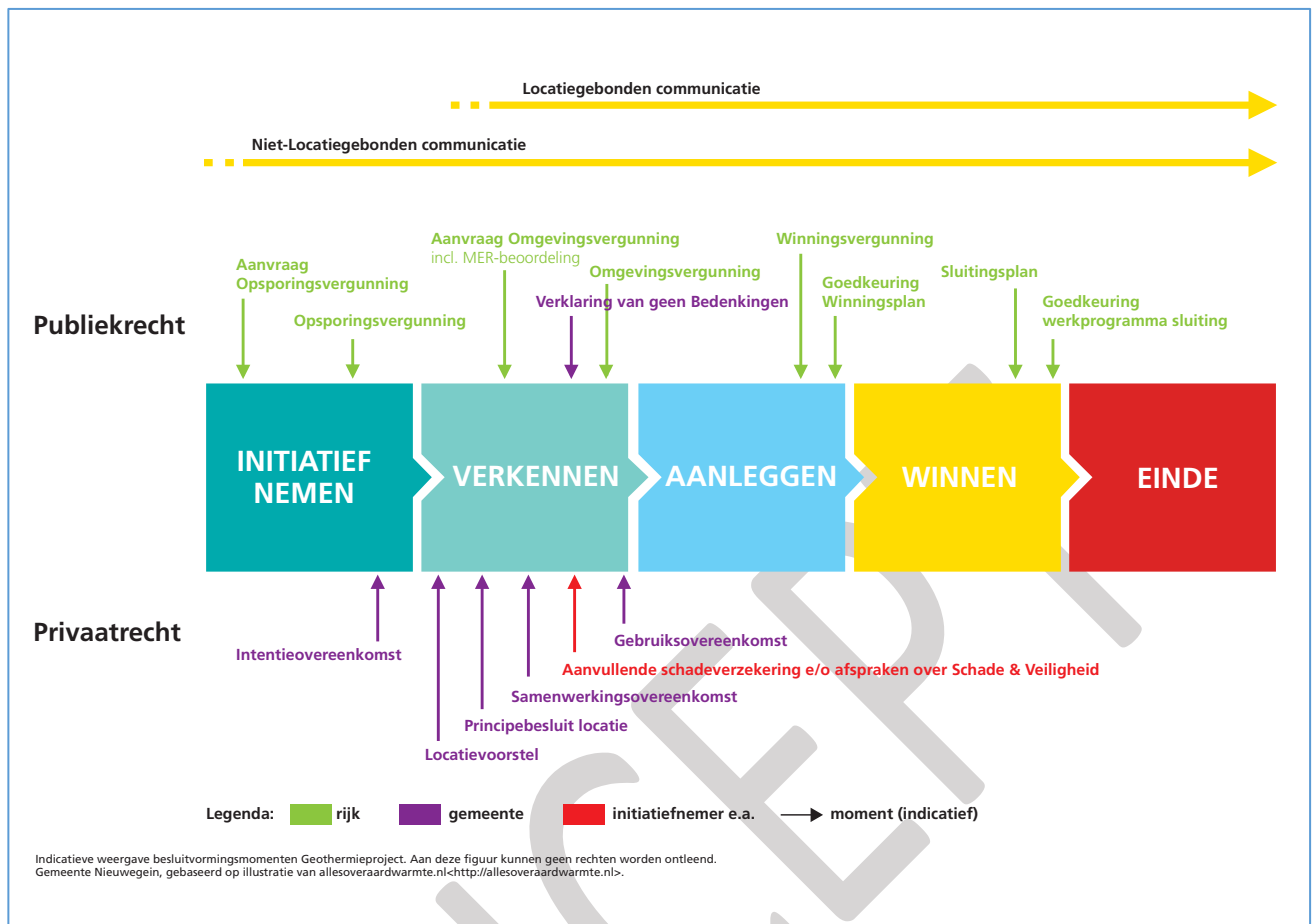 Locatiegebonden communicatie
Niet-Locatiegebonden communicatie
Aanvraag Omgevingsvergunning
incl. MER-beoordeling
Winningsvergunning
Aanvraag
Opsporingsvergunning
Omgevingsvergunning
Sluitingsplan
Goedkeuring
Winningsplan
Verklaring van geen Bedenkingen
Goedkeuring
werkprogramma sluiting
Opsporingsvergunning
Publiekrecht
INITIATIEF
NEMEN
VERKENNEN
AANLEGGEN
WINNEN
EINDE
Privaatrecht
Intentieovereenkomst
Gebruiksovereenkomst
Aanvullende schadeverzekering e/o afspraken over Schade & Veiligheid
Samenwerkingsovereenkomst
Principebesluit locatie
Locatievoorstel
Legenda: rijk gemeente initiatiefnemer e.a. moment (indicatief)
Indicatieve weergave besluitvormingsmomenten Geothermieproject. Aan deze figuur kunnen geen rechten worden ontleend.
Gemeente Nieuwegein, gebaseerd op illustratie van allesoveraardwarmte.nl<http://allesoveraardwarmte.nl>.
CEPT